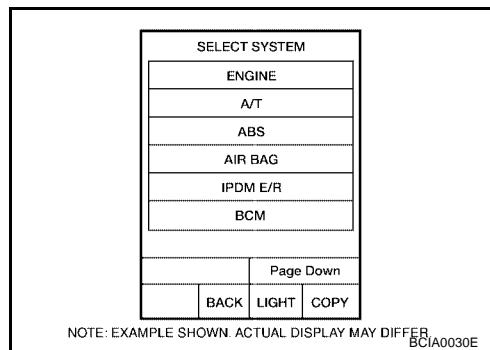 SELECT SYSTEM
ENGINE
A/T
ABS
AIR BAG
IPDM E/R
BCM
Page Down
BACK LIGHT COPY
NOTE: EXAMPLE SHOWN. ACTUAL DISPLAY MAY DIFFER.
BCIA0030E